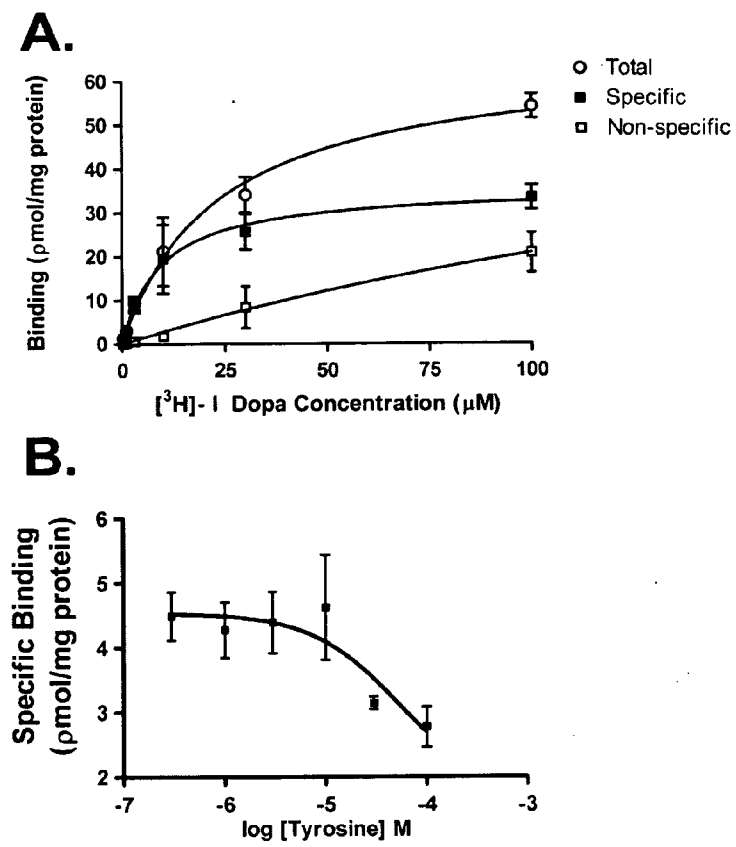 A.
Binding (ρmol/mg protein)
60
50
40
30
20
10
0
0 25 50 75 100
[³H]- l Dopa Concentration (μM)
Total
Specific
Non-specific
B.
Specific Binding
(ρmol/mg protein)
6
5
4
3
2
-7 -6 -5 -4 -3
log [Tyrosine] M